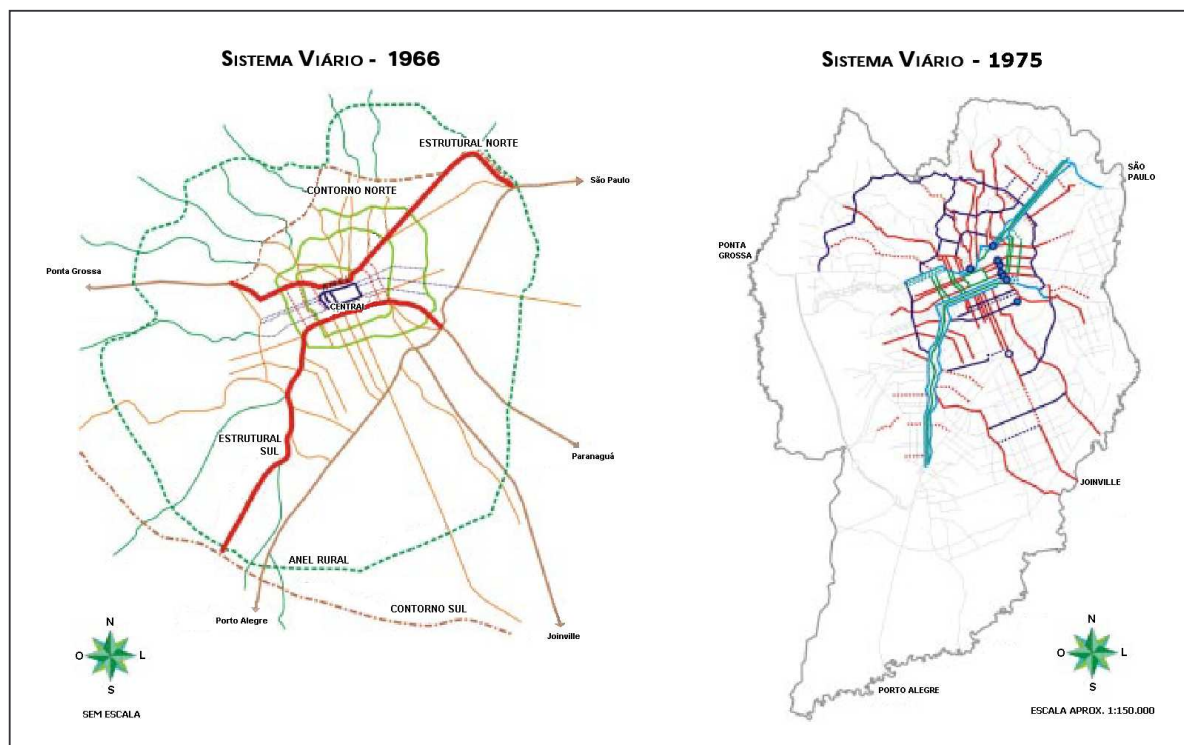 SISTEMA VIÁRIO - 1966
ESTRUTURAL NORTE
São Paulo
CONTORNO NORTE
Ponta Grossa
CENTRAL
ESTRUTURAL
SUL
Paranaguá
ANEL RURAL
CONTORNO SUL
Porto Alegre
Joinville
N
O
L
S
SEM ESCALA
SISTEMA VIÁRIO - 1975
SÃO
PAULO
PONTA
GROSSA
JOINVILLE
PORTO ALEGRE
N
O
L
S
ESCALA APROX. 1:150.000